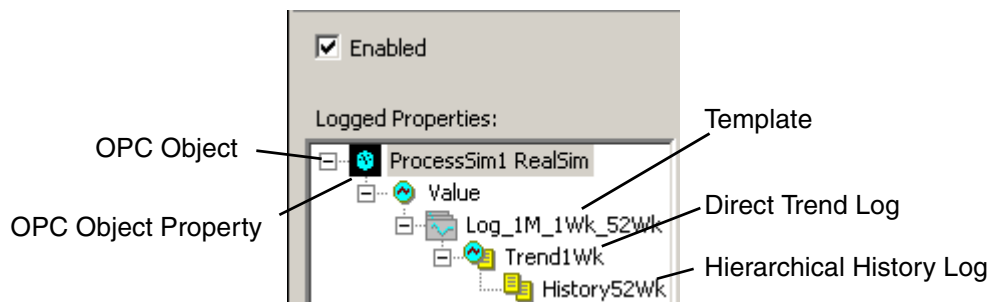 Enabled
Logged Properties:
Template
OPC Object
ProcessSim1 RealSim
Value
OPC Object Property
Log_1M_1Wk_52Wk
Direct Trend Log
Trend1Wk
Hierarchical History Log
History52Wk